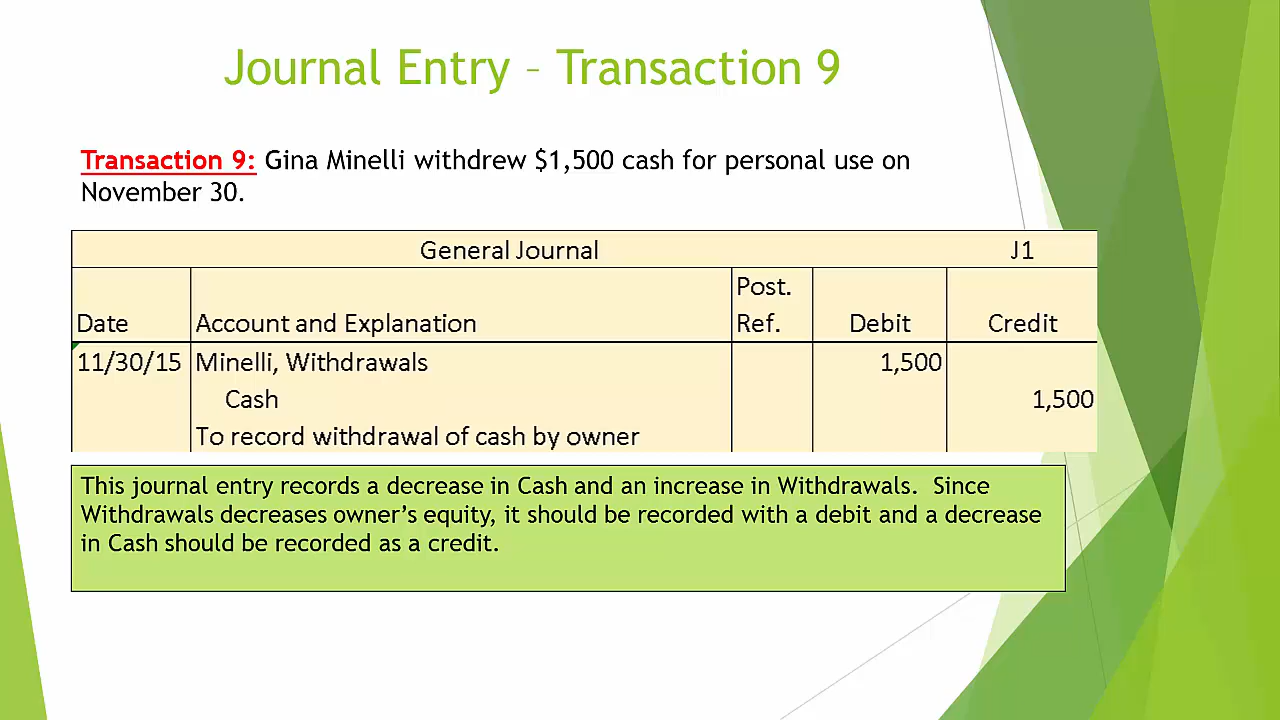 Journal Entry – Transaction 9
Transaction 9: Gina Minelli withdrew $1,500 cash for personal use on
November 30.
General Journal J1
Date Account and Explanation Post. Ref. Debit Credit
11/30/15 Minelli, Withdrawals 1,500
Cash 1,500
To record withdrawal of cash by owner
This journal entry records a decrease in Cash and an increase in Withdrawals. Since
Withdrawals decreases owner's equity, it should be recorded with a debit and a decrease
in Cash should be recorded as a credit.